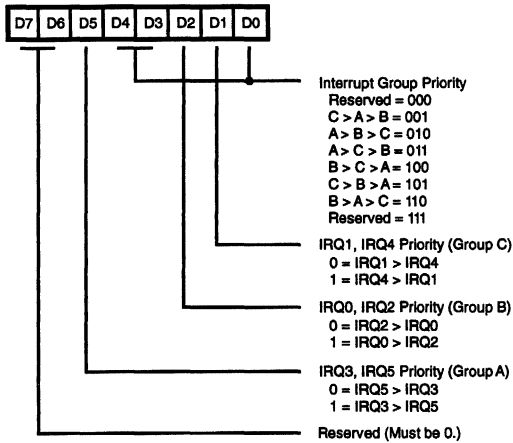 D7 D6 D5 D4 D3 D2 D1 D0
Interrupt Group Priority
Reserved = 000
C > A > B = 001
A > B > C = 010
A > C > B = 011
B > C > A = 100
C > B > A = 101
B > A > C = 110
Reserved = 111
IRQ1, IRQ4 Priority (Group C)
0 = IRQ1 > IRQ4
1 = IRQ4 > IRQ1
IRQ0, IRQ2 Priority (Group B)
0 = IRQ2 > IRQ0
1 = IRQ0 > IRQ2
IRQ3, IRQ5 Priority (Group A)
0 = IRQ5 > IRQ3
1 = IRQ3 > IRQ5
Reserved (Must be 0.)